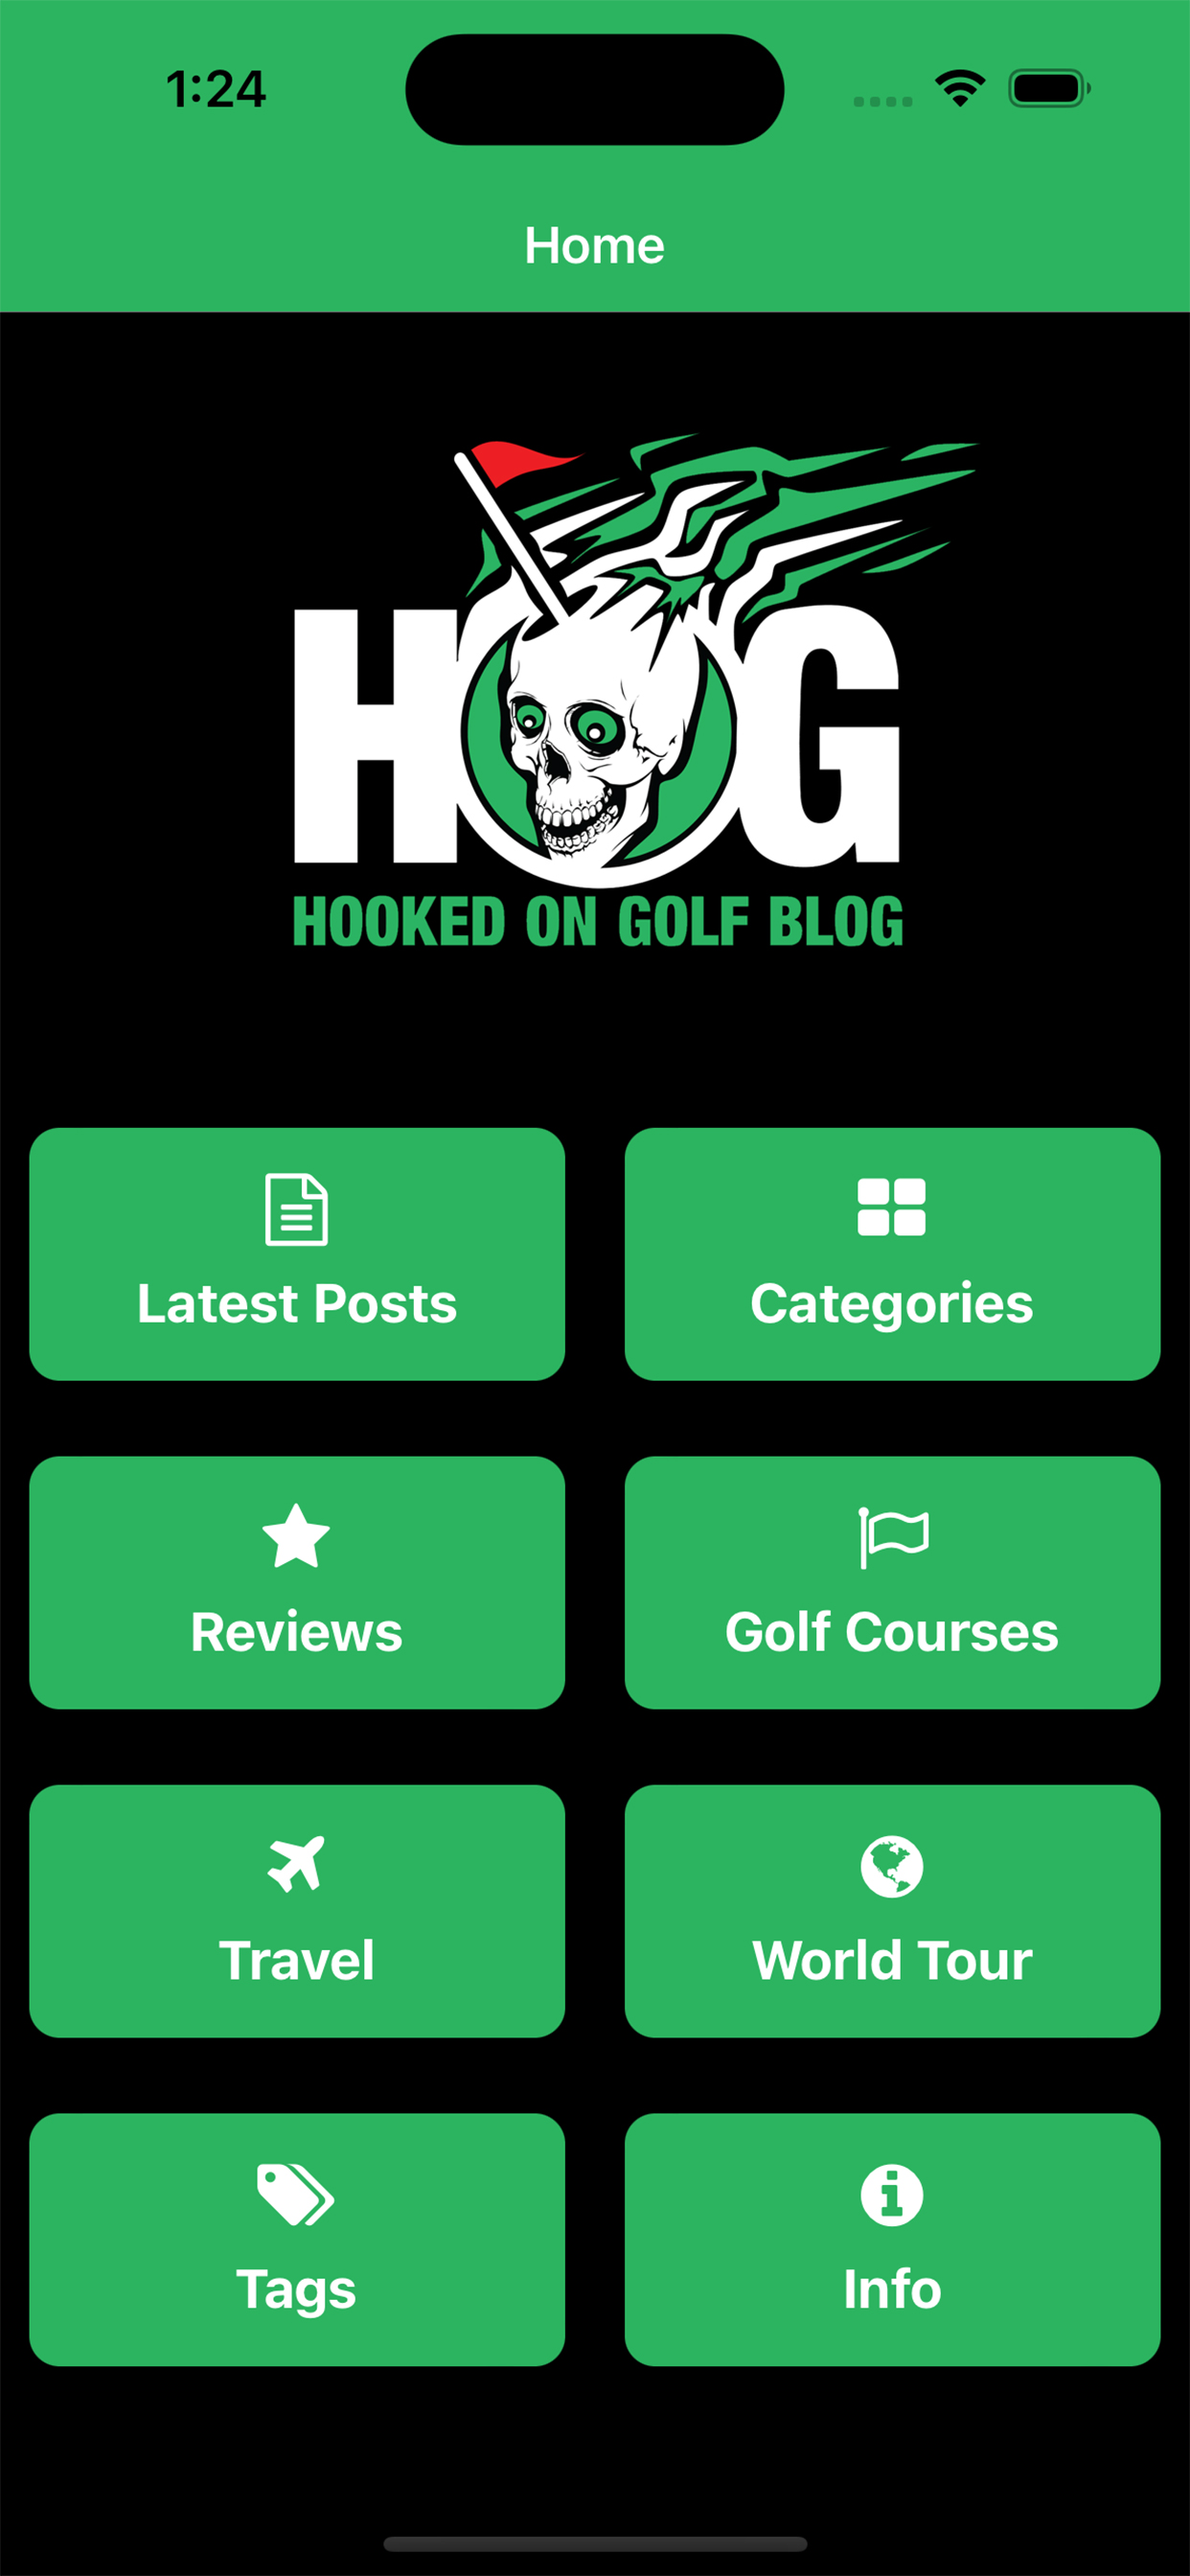 1:24
Home
HOG
HOOKED ON GOLF BLOG
Latest Posts
Categories
Reviews
Golf Courses
Travel
World Tour
Tags
Info